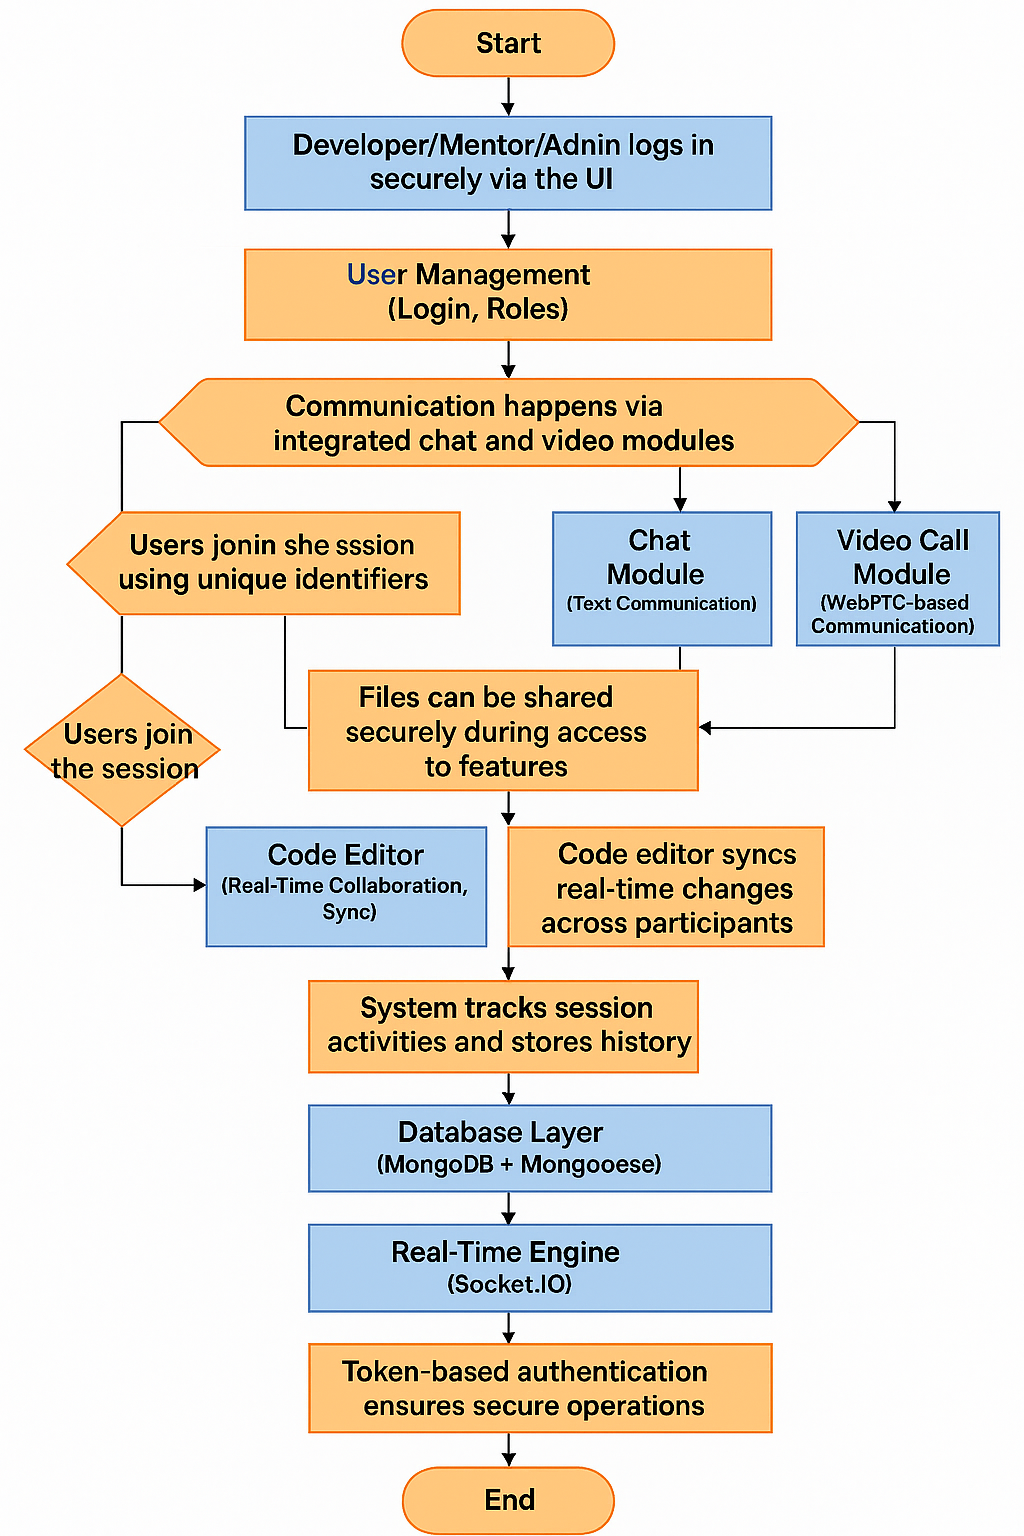 Start
Developer/Mentor/Adnin logs in
securely via the UI
User Management
(Login, Roles)
Communication happens via
integrated chat and video modules
Users jonin she sssion
using unique identifiers
Chat
Module
(Text Communication)
Video Call
Module
(WebPTC-based
Communicatioon)
Files can be shared
securely during access
to features
Users join
the session
Code Editor
(Real-Time Collaboration,
Sync)
Code editor syncs
real-time changes
across participants
System tracks session
activities and stores history
Database Layer
(MongoDB + Mongooese)
Real-Time Engine
(Socket.IO)
Token-based authentication
ensures secure operations
End